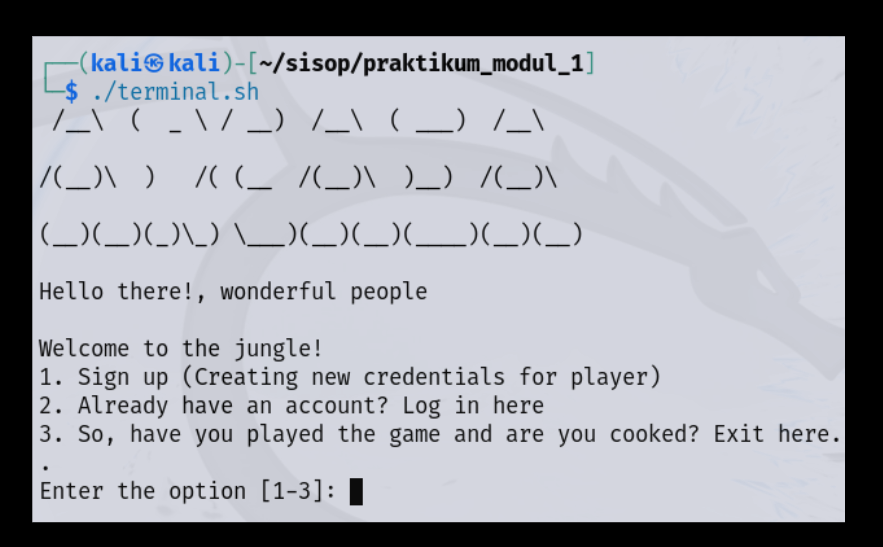 ┌──(kali㉿kali)-[~/sisop/praktikum_modul_1]
└─$ ./terminal.sh
 /__\  (  _ \ / __)  /__\  ( ___)  /__\
/(__)\  )   /( (__  /(__)\  )__)  /(__)\
(__)(__)(_)\_) \___)(__)(__)(____)(__)(__)
Hello there!, wonderful people
Welcome to the jungle!
1. Sign up (Creating new credentials for player)
2. Already have an account? Log in here
3. So, have you played the game and are you cooked? Exit here.
.
Enter the option [1-3]: